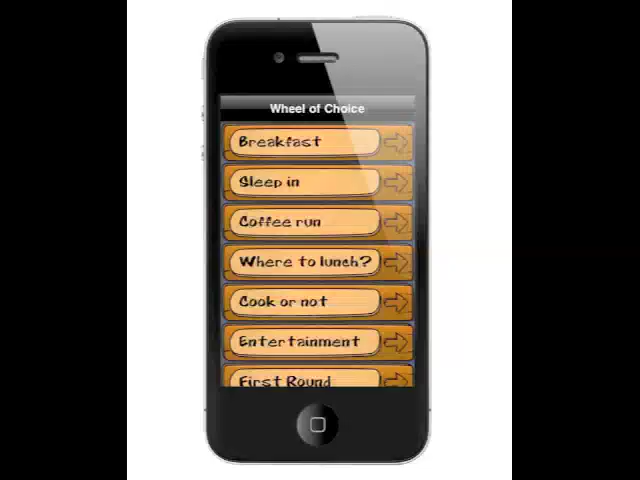 Wheel of Choice
Breakfast
Sleep in
Coffee run
Where to lunch?
Cook or not
Entertainment
First Round